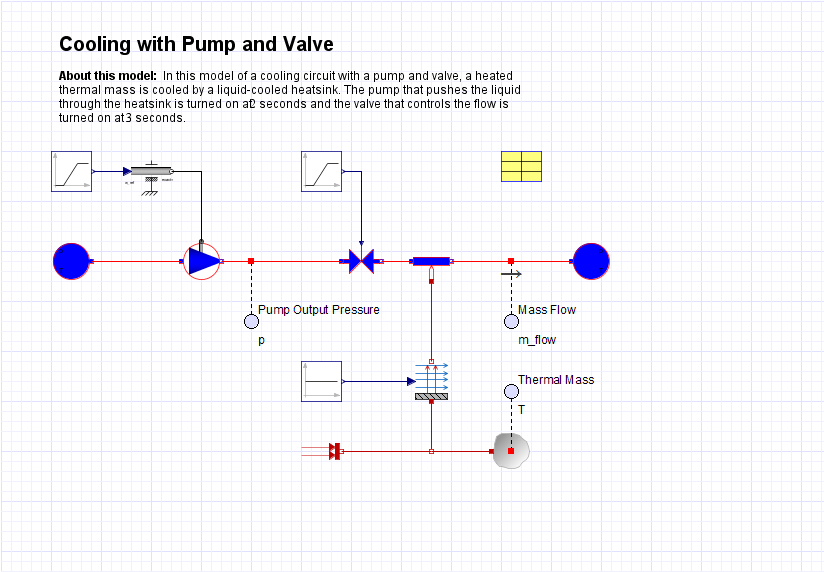 Cooling with Pump and Valve
About this model: In this model of a cooling circuit with a pump and valve, a heated
thermal mass is cooled by a liquid-cooled heatsink. The pump that pushes the liquid
through the heatsink is turned on at2 seconds and the valve that controls the flow is
turned on at3 seconds.
Pump Output Pressure
p
Mass Flow
m_flow
Thermal Mass
T